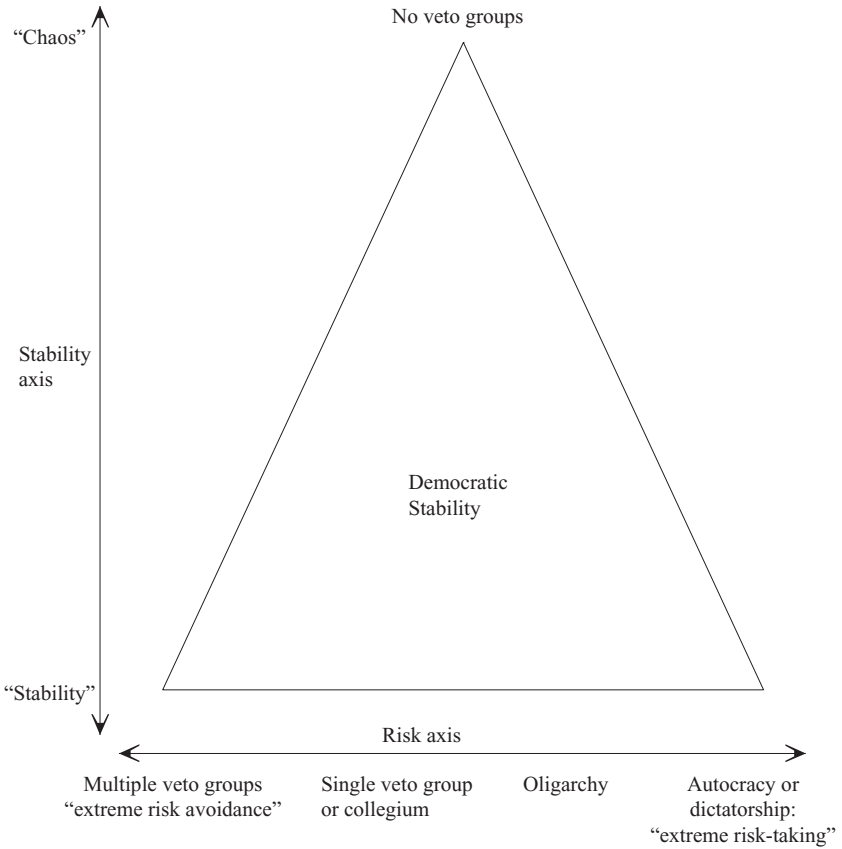 No veto groups
“Chaos”
Stability
axis
Democratic
Stability
“Stability”
Risk axis
Multiple veto groups
“extreme risk avoidance”
Single veto group
or collegium
Oligarchy
Autocracy or
dictatorship:
“extreme risk-taking”